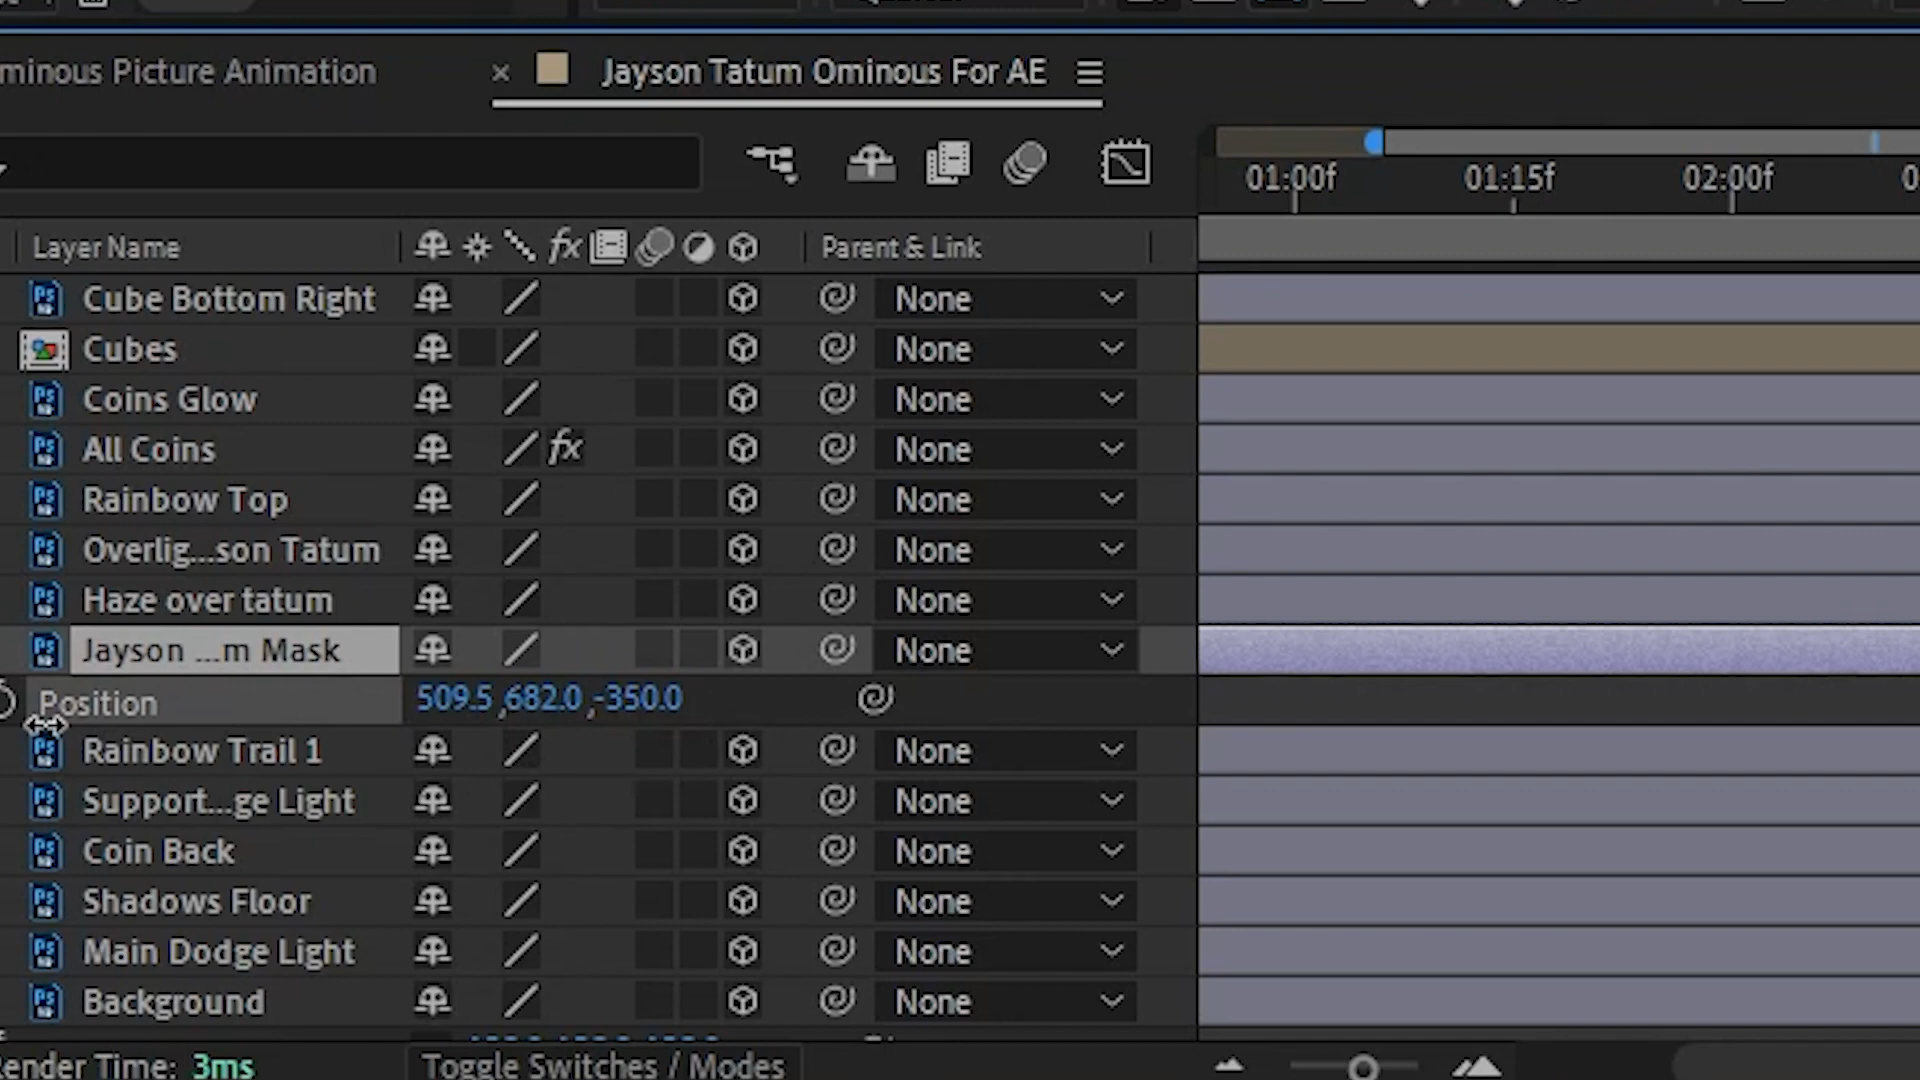 minous Picture Animation
× Jayson Tatum Ominous For AE
01:00f 01:15f 02:00f 0
Layer Name fx Parent & Link
Cube Bottom Right None
Cubes None
Coins Glow None
All Coins fx None
Rainbow Top None
Overlig...son Tatum None
Haze over tatum None
Jayson ...m Mask None
Position 509.5 ,682.0 ,-350.0
Rainbow Trail 1 None
Support...ge Light None
Coin Back None
Shadows Floor None
Main Dodge Light None
Background None
ender Time: 3ms Toggle Switches / Modes